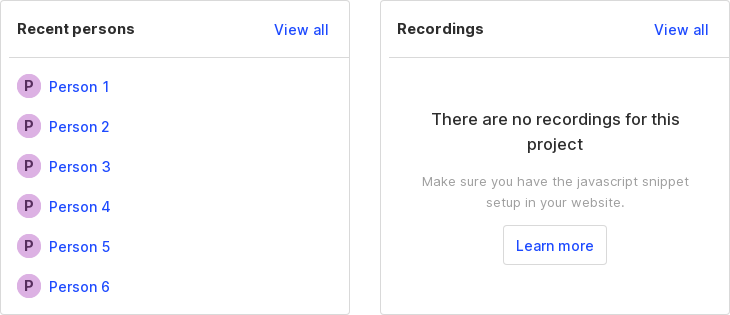 Recent persons
View all
P Person 1
P Person 2
P Person 3
P Person 4
P Person 5
P Person 6
Recordings
View all
There are no recordings for this
project
Make sure you have the javascript snippet
setup in your website.
Learn more